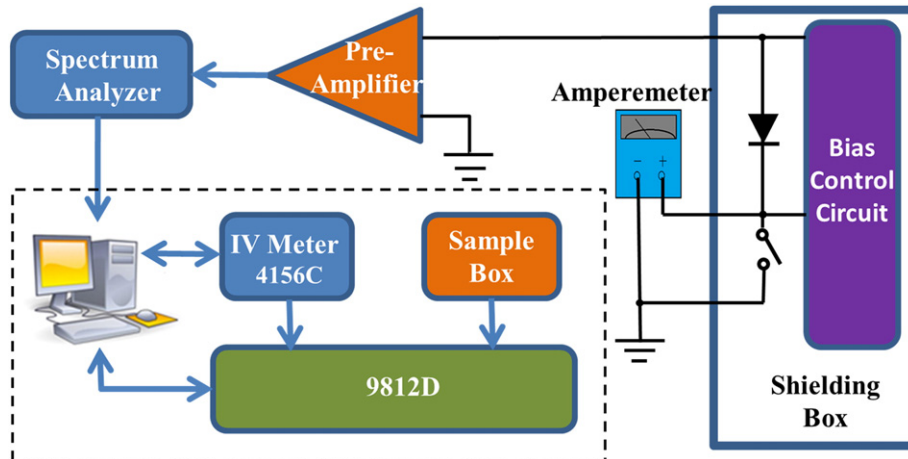 Spectrum
Analyzer
Pre-
Amplifier
Amperemeter
- +
Bias
Control
Circuit
IV Meter
4156C
Sample
Box
9812D
Shielding
Box